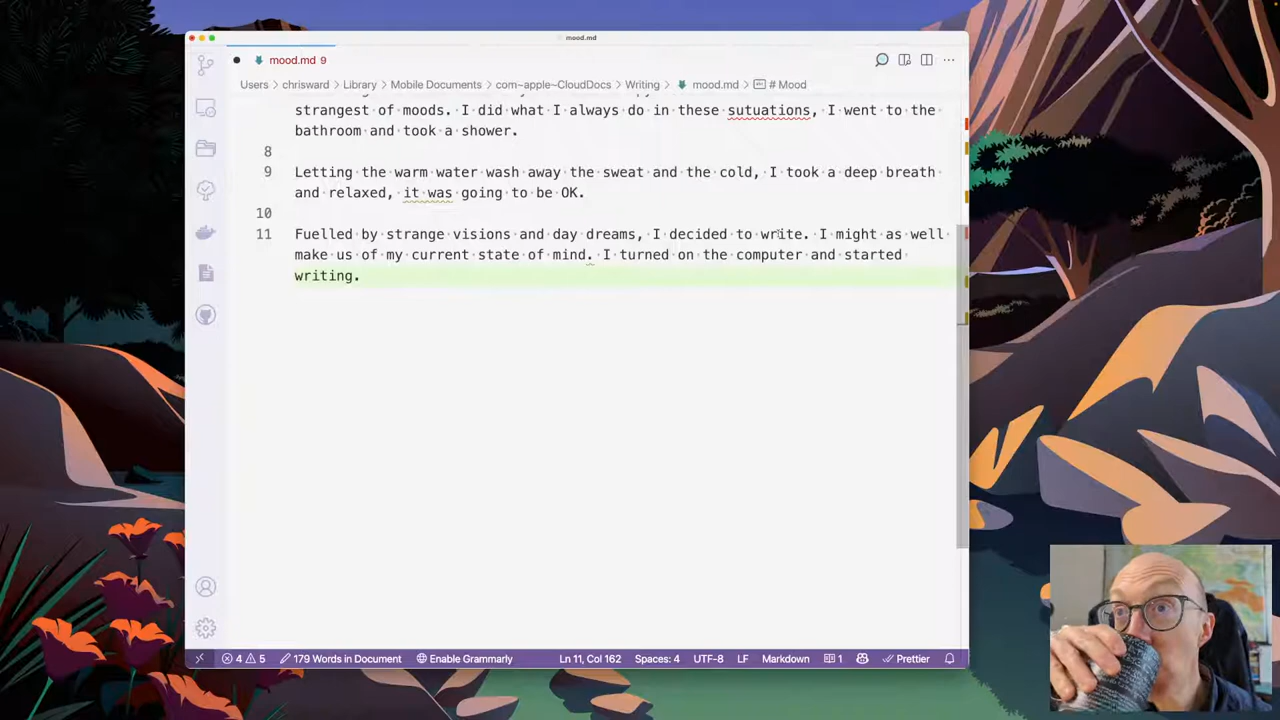 mood.md
mood.md 9
Users > chrisward > Library > Mobile Documents > com~apple~CloudDocs > Writing > mood.md > # Mood
strangest of moods. I did what I always do in these sutuations, I went to the
bathroom and took a shower.
8
9 Letting the warm water wash away the sweat and the cold, I took a deep breath
and relaxed, it was going to be OK.
10
11 Fuelled by strange visions and day dreams, I decided to write. I might as well
make us of my current state of mind. I turned on the computer and started
writing.
4 5 179 Words in Document Enable Grammarly Ln 11, Col 162 Spaces: 4 UTF-8 LF Markdown 1 Prettier